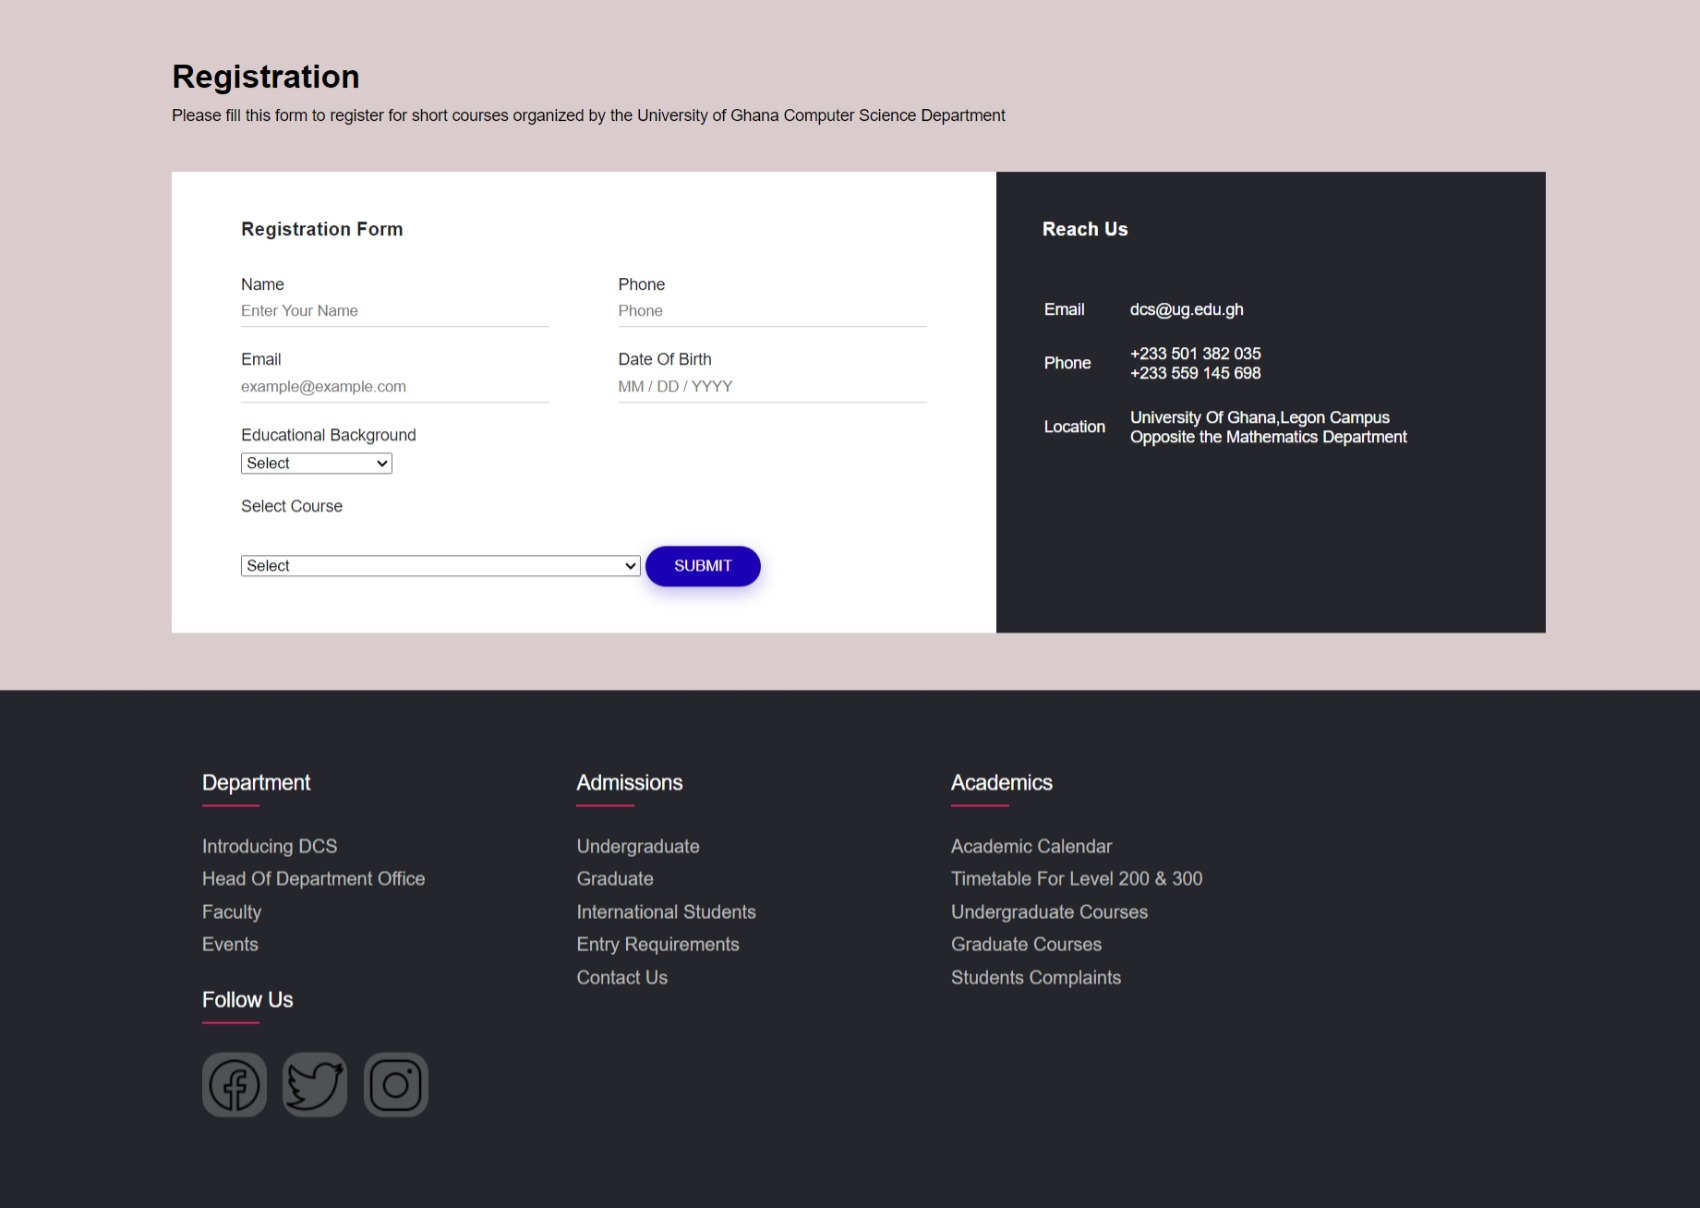 Registration
Please fill this form to register for short courses organized by the University of Ghana Computer Science Department
Registration Form
Name
Enter Your Name
Phone
Phone
Email
example@example.com
Date Of Birth
MM / DD / YYYY
Educational Background
Select
Select Course
Select
SUBMIT
Reach Us
Email dcs@ug.edu.gh
Phone +233 501 382 035
+233 559 145 698
Location University Of Ghana,Legon Campus
Opposite the Mathematics Department
Department
Introducing DCS
Head Of Department Office
Faculty
Events
Follow Us
Admissions
Undergraduate
Graduate
International Students
Entry Requirements
Contact Us
Academics
Academic Calendar
Timetable For Level 200 & 300
Undergraduate Courses
Graduate Courses
Students Complaints